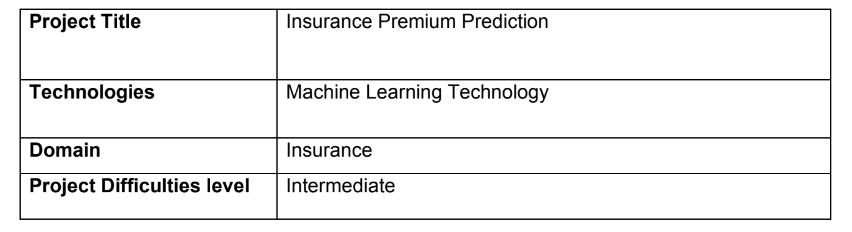 Project Title Insurance Premium Prediction
Technologies Machine Learning Technology
Domain Insurance
Project Difficulties level Intermediate